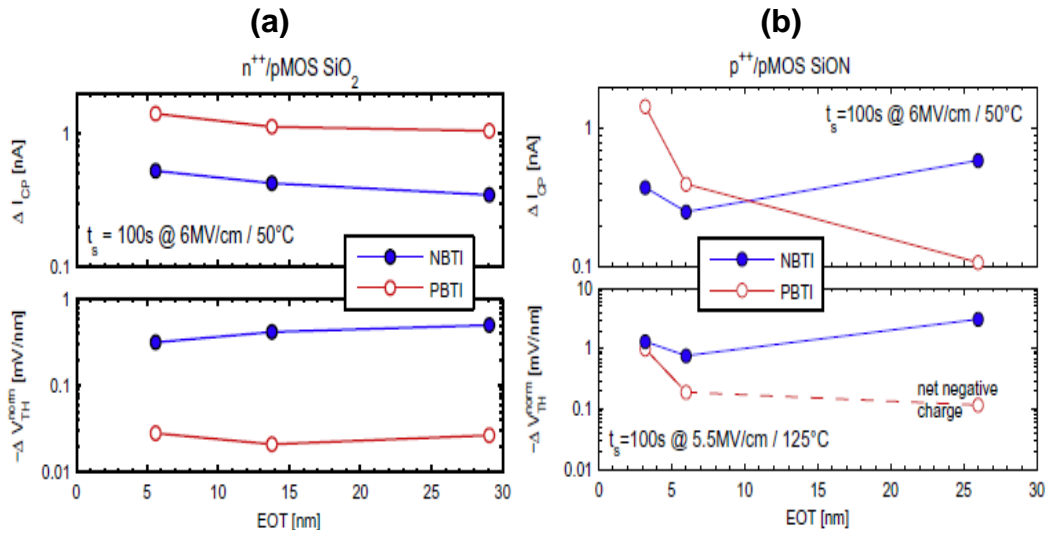 (a)
n++/pMOS SiO2
1
0.1
Δ ICP [nA]
ts = 100s @ 6MV/cm / 50°C
NBTI
PBTI
1
0.1
0.01
−Δ VTHnorm [mV/nm]
0 5 10 15 20 25 30
EOT [nm]
(b)
p++/pMOS SiON
1
0.1
Δ ICP [nA]
ts=100s @ 6MV/cm / 50°C
NBTI
PBTI
10
1
0.1
0.01
−Δ VTHnorm [mV/nm]
net negative
charge
ts=100s @ 5.5MV/cm / 125°C
0 5 10 15 20 25 30
EOT [nm]